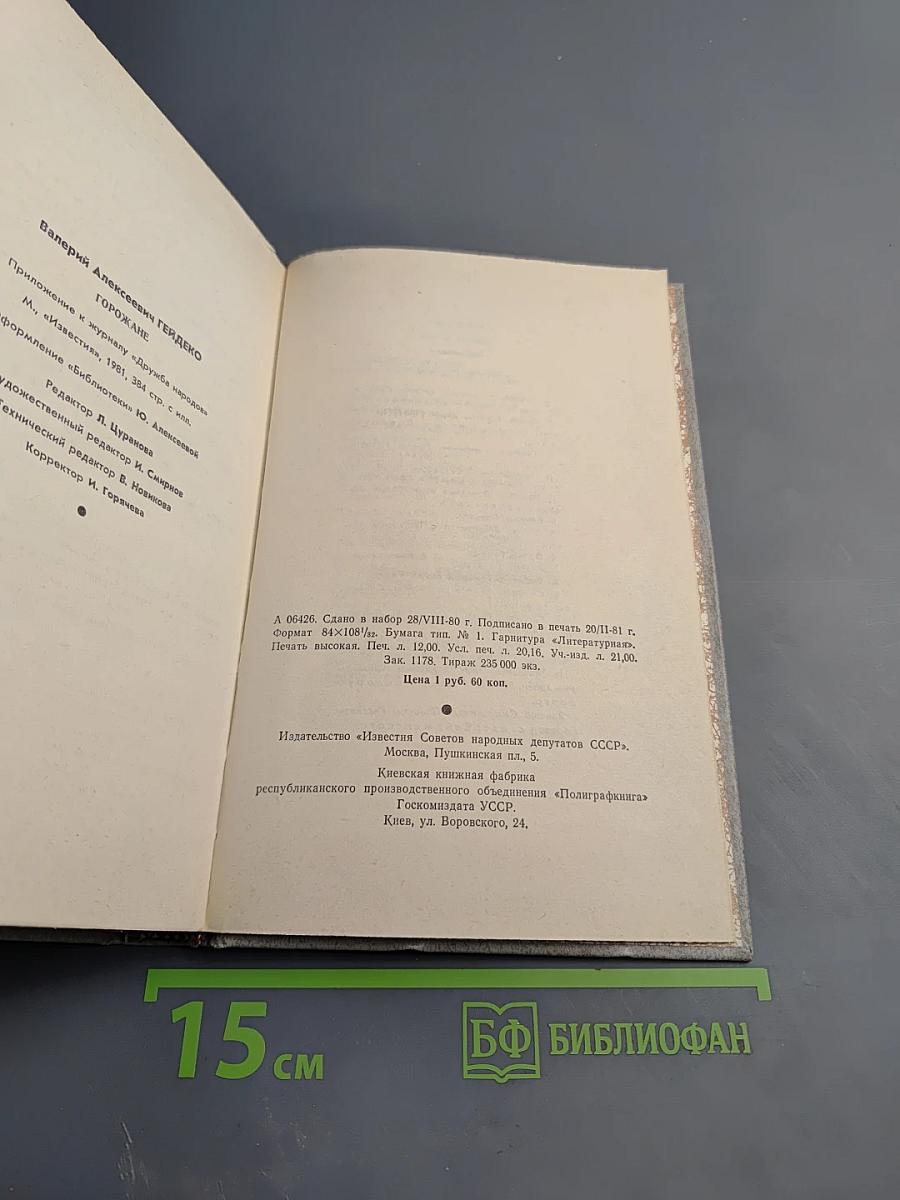 Валерий Алексеевич ГЕЙДЕКО
ГОРОЖАНЕ
Приложение к журналу «Дружба народов»
М., «Известия», 1981, 384 стр. с илл.
«Библиотеки» Ю. Алексеевой
Редактор Л. Цуранова
редактор И. Смирнов
редактор В. Новикова
Корректор И. Горячева
А 06426. Сдано в набор 28/VIII-80 г. Подписано в печать 20/II-81 г.
Формат 84×108¹/₃₂. Бумага тип. № 1. Гарнитура «Литературная».
Печать высокая. Печ. л. 12,00. Усл. печ. л. 20,16. Уч.-изд. л. 21,00.
Зак. 1178. Тираж 235 000 экз.
Цена 1 руб. 60 коп.
Издательство «Известия Советов народных депутатов СССР».
Москва, Пушкинская пл., 5.
Киевская книжная фабрика
республиканского производственного объединения «Полиграфкнига»
Госкомиздата УССР.
Киев, ул. Воровского, 24.
15 см
БФ БИБЛИОФАН